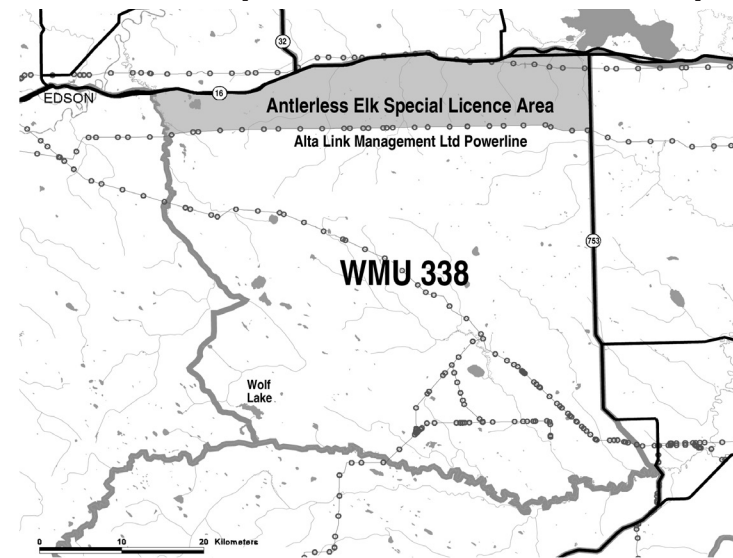 32
16
EDSON
Antlerless Elk Special Licence Area
Alta Link Management Ltd Powerline
753
WMU 338
Wolf
Lake
0 10 20 Kilometers